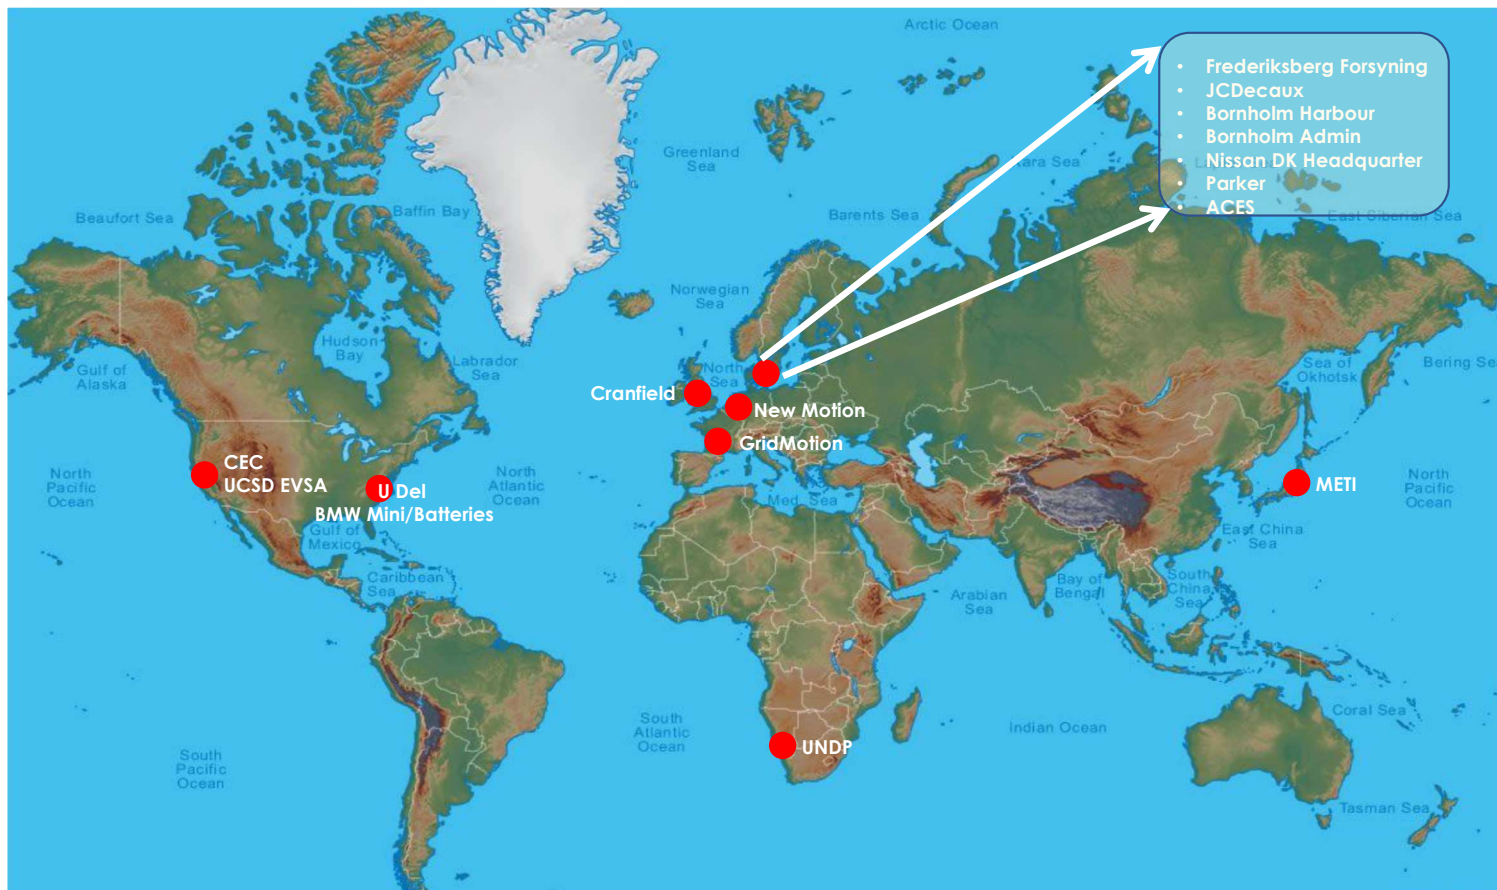 Arctic Ocean
• Frederiksberg Forsyning
• JCDecaux
• Bornholm Harbour
• Bornholm Admin
• Nissan DK Headquarter
• Parker
• ACES
Greenland
Sea
Kara Sea
Beaufort Sea
Baffin Bay
Barents Sea
East Siberian Sea
Norwegian
Sea
Hudson
Bay
Labrador
Sea
Gulf of
Alaska
North
Sea
Sea of
Okhotsk
Bering Sea
Cranfield
New Motion
GridMotion
CEC
UCSD EVSA
U Del
BMW Mini/Batteries
METI
North
Pacific
Ocean
North
Atlantic
Ocean
Med. Sea
North
Pacific
Ocean
Gulf of
Mexico
East China
Sea
Caribbean
Sea
Arabian
Sea
Bay of
Bengal
South
China
Sea
South
Atlantic
Ocean
Indian Ocean
Coral Sea
UNDP
South
Pacific
Ocean
Tasman Sea